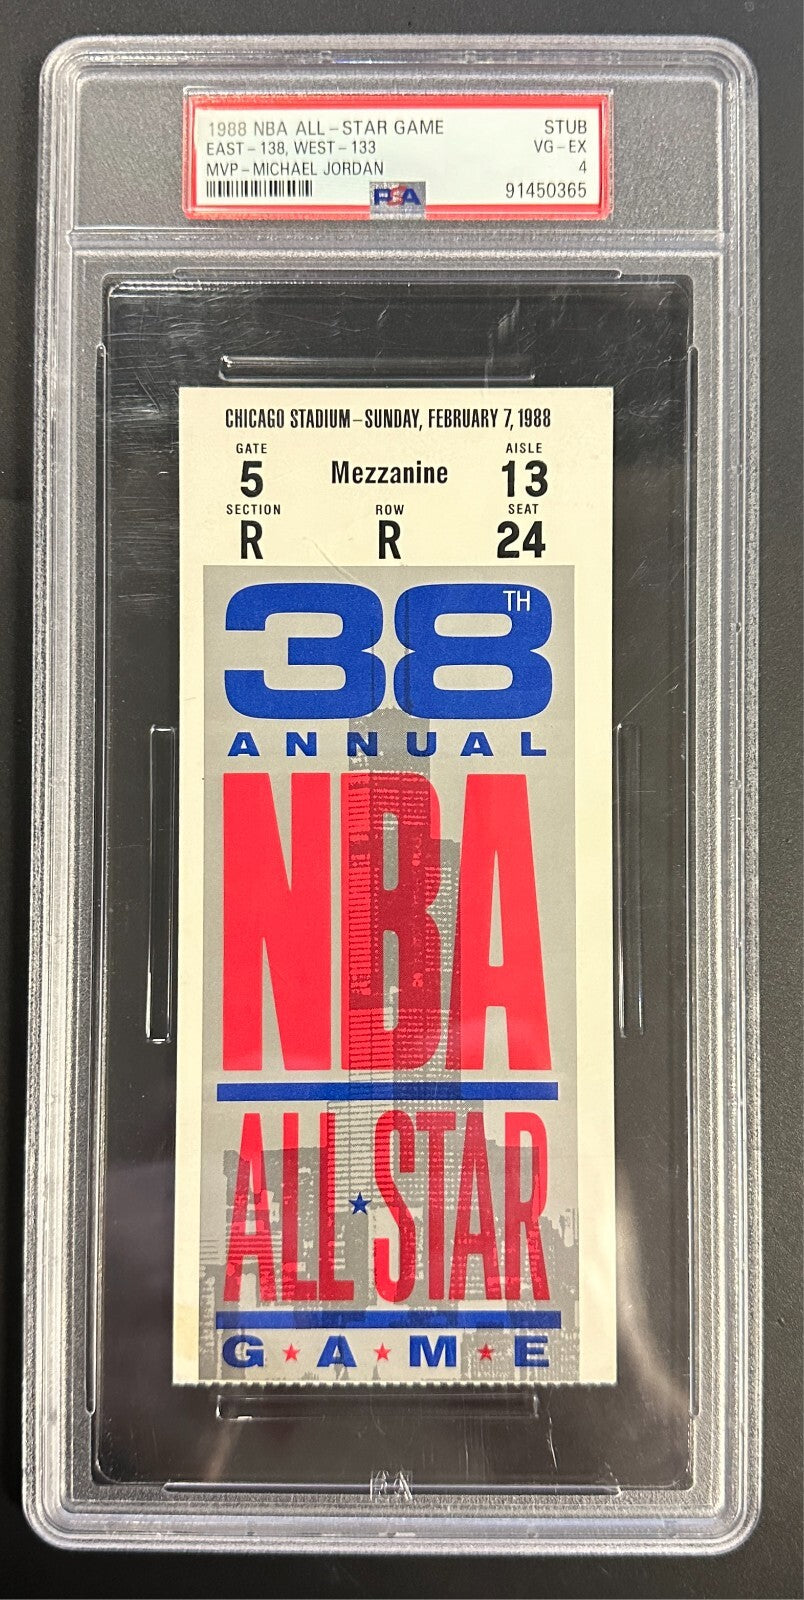 1988 NBA ALL-STAR GAME STUB
EAST-138, WEST-133 VG-EX
MVP-MICHAEL JORDAN 4
PSA 91450365
CHICAGO STADIUM-SUNDAY, FEBRUARY 7, 1988
GATE AISLE
5 Mezzanine 13
SECTION ROW SEAT
R R 24
38TH
ANNUAL
NBA
ALL★STAR
G★A★M★E
PSA